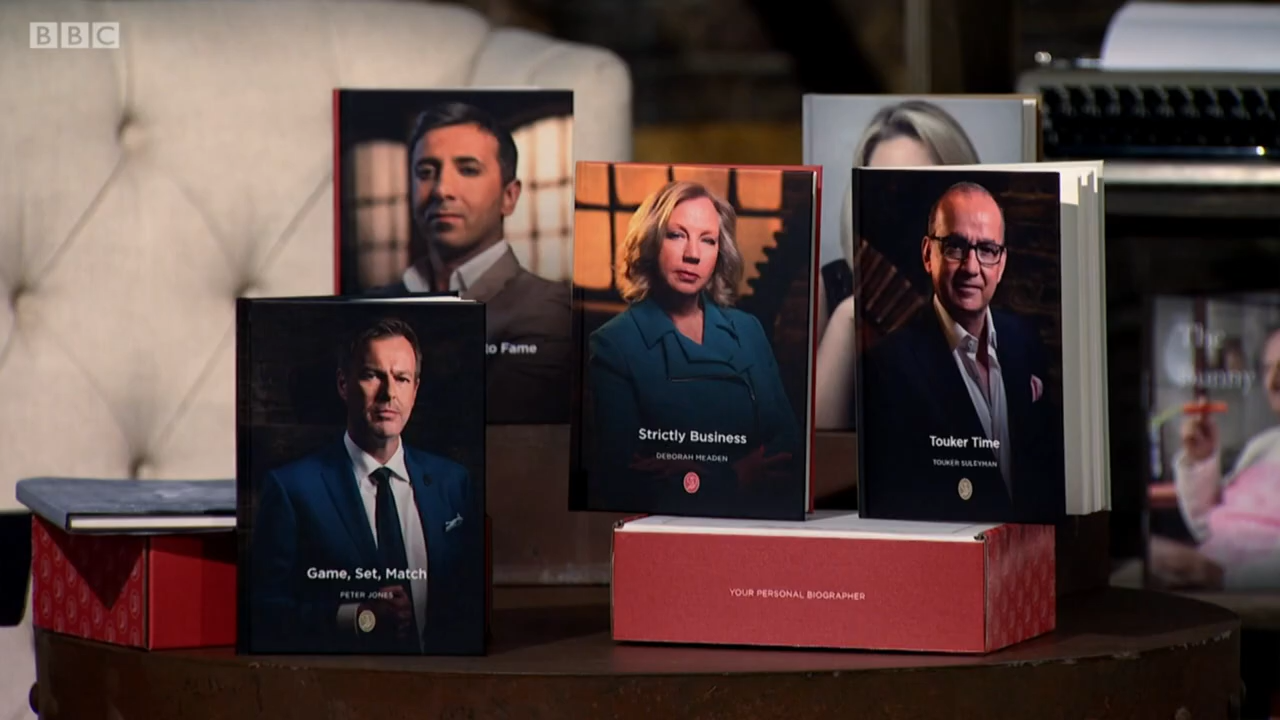 BBC
to Fame
Strictly Business
DEBORAH MEADEN
Touker Time
TOUKER SULEYMAN
Game, Set, Match
PETER JONES
YOUR PERSONAL BIOGRAPHER
The